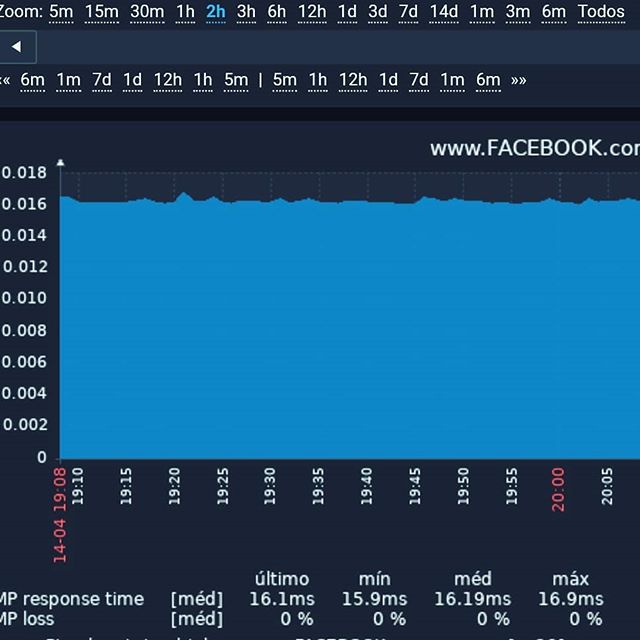 Zoom: 5m 15m 30m 1h 2h 3h 6h 12h 1d 3d 7d 14d 1m 3m 6m Todos
«« 6m 1m 7d 1d 12h 1h 5m | 5m 1h 12h 1d 7d 1m 6m »»
www.FACEBOOK.com
0.018
0.016
0.014
0.012
0.010
0.008
0.006
0.004
0.002
0
14-04 19:08 19:10 19:15 19:20 19:25 19:30 19:35 19:40 19:45 19:50 19:55 20:00 20:05
último mín méd máx
MP response time [méd] 16.1ms 15.9ms 16.19ms 16.9ms
MP loss [méd] 0 % 0 % 0 % 0 %